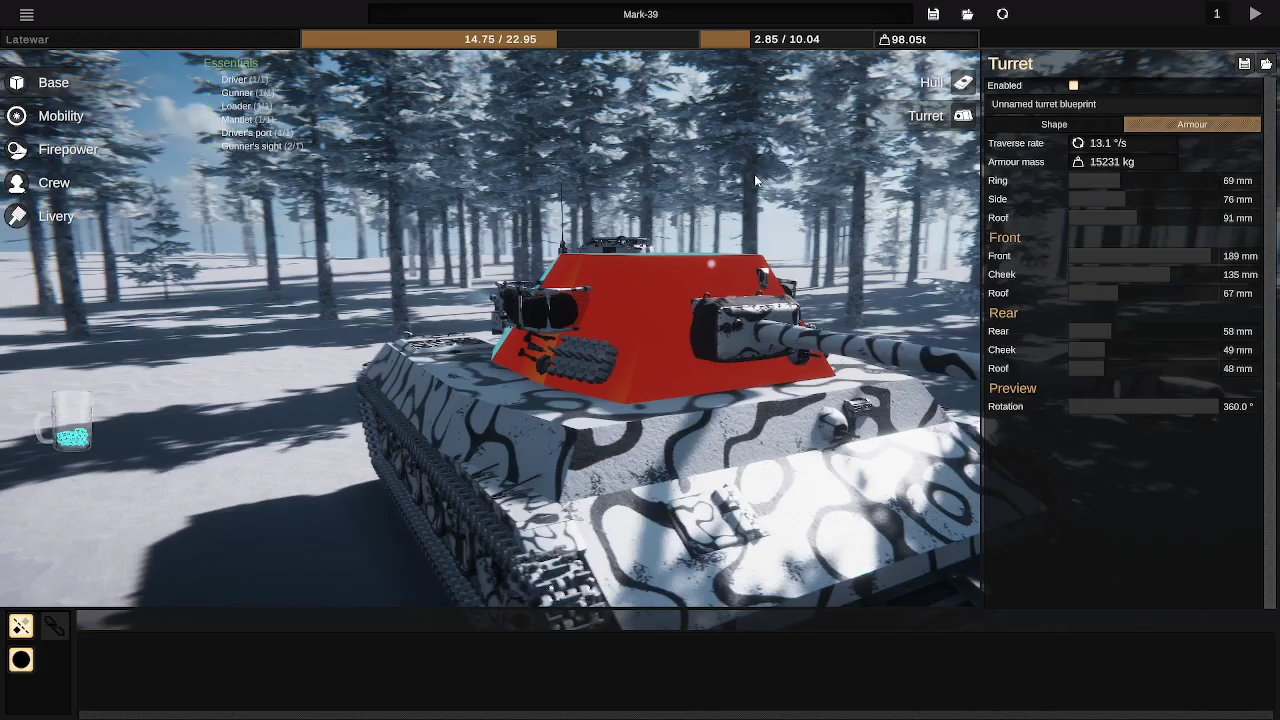 Mark-39
1
Latewar
14.75 / 22.95
2.85 / 10.04
98.05t
Essentials
Driver (1/1)
Gunner (1/1)
Loader (1/1)
Mantlet (1/1)
Driver's port (1/1)
Gunner's sight (2/1)
Base
Mobility
Firepower
Crew
Livery
Hull
Turret
Turret
Enabled
Unnamed turret blueprint
Shape
Armour
Traverse rate 13.1 °/s
Armour mass 15231 kg
Ring 69 mm
Side 76 mm
Roof 91 mm
Front
Front 189 mm
Cheek 135 mm
Roof 67 mm
Rear
Rear 58 mm
Cheek 49 mm
Roof 48 mm
Preview
Rotation 360.0 °